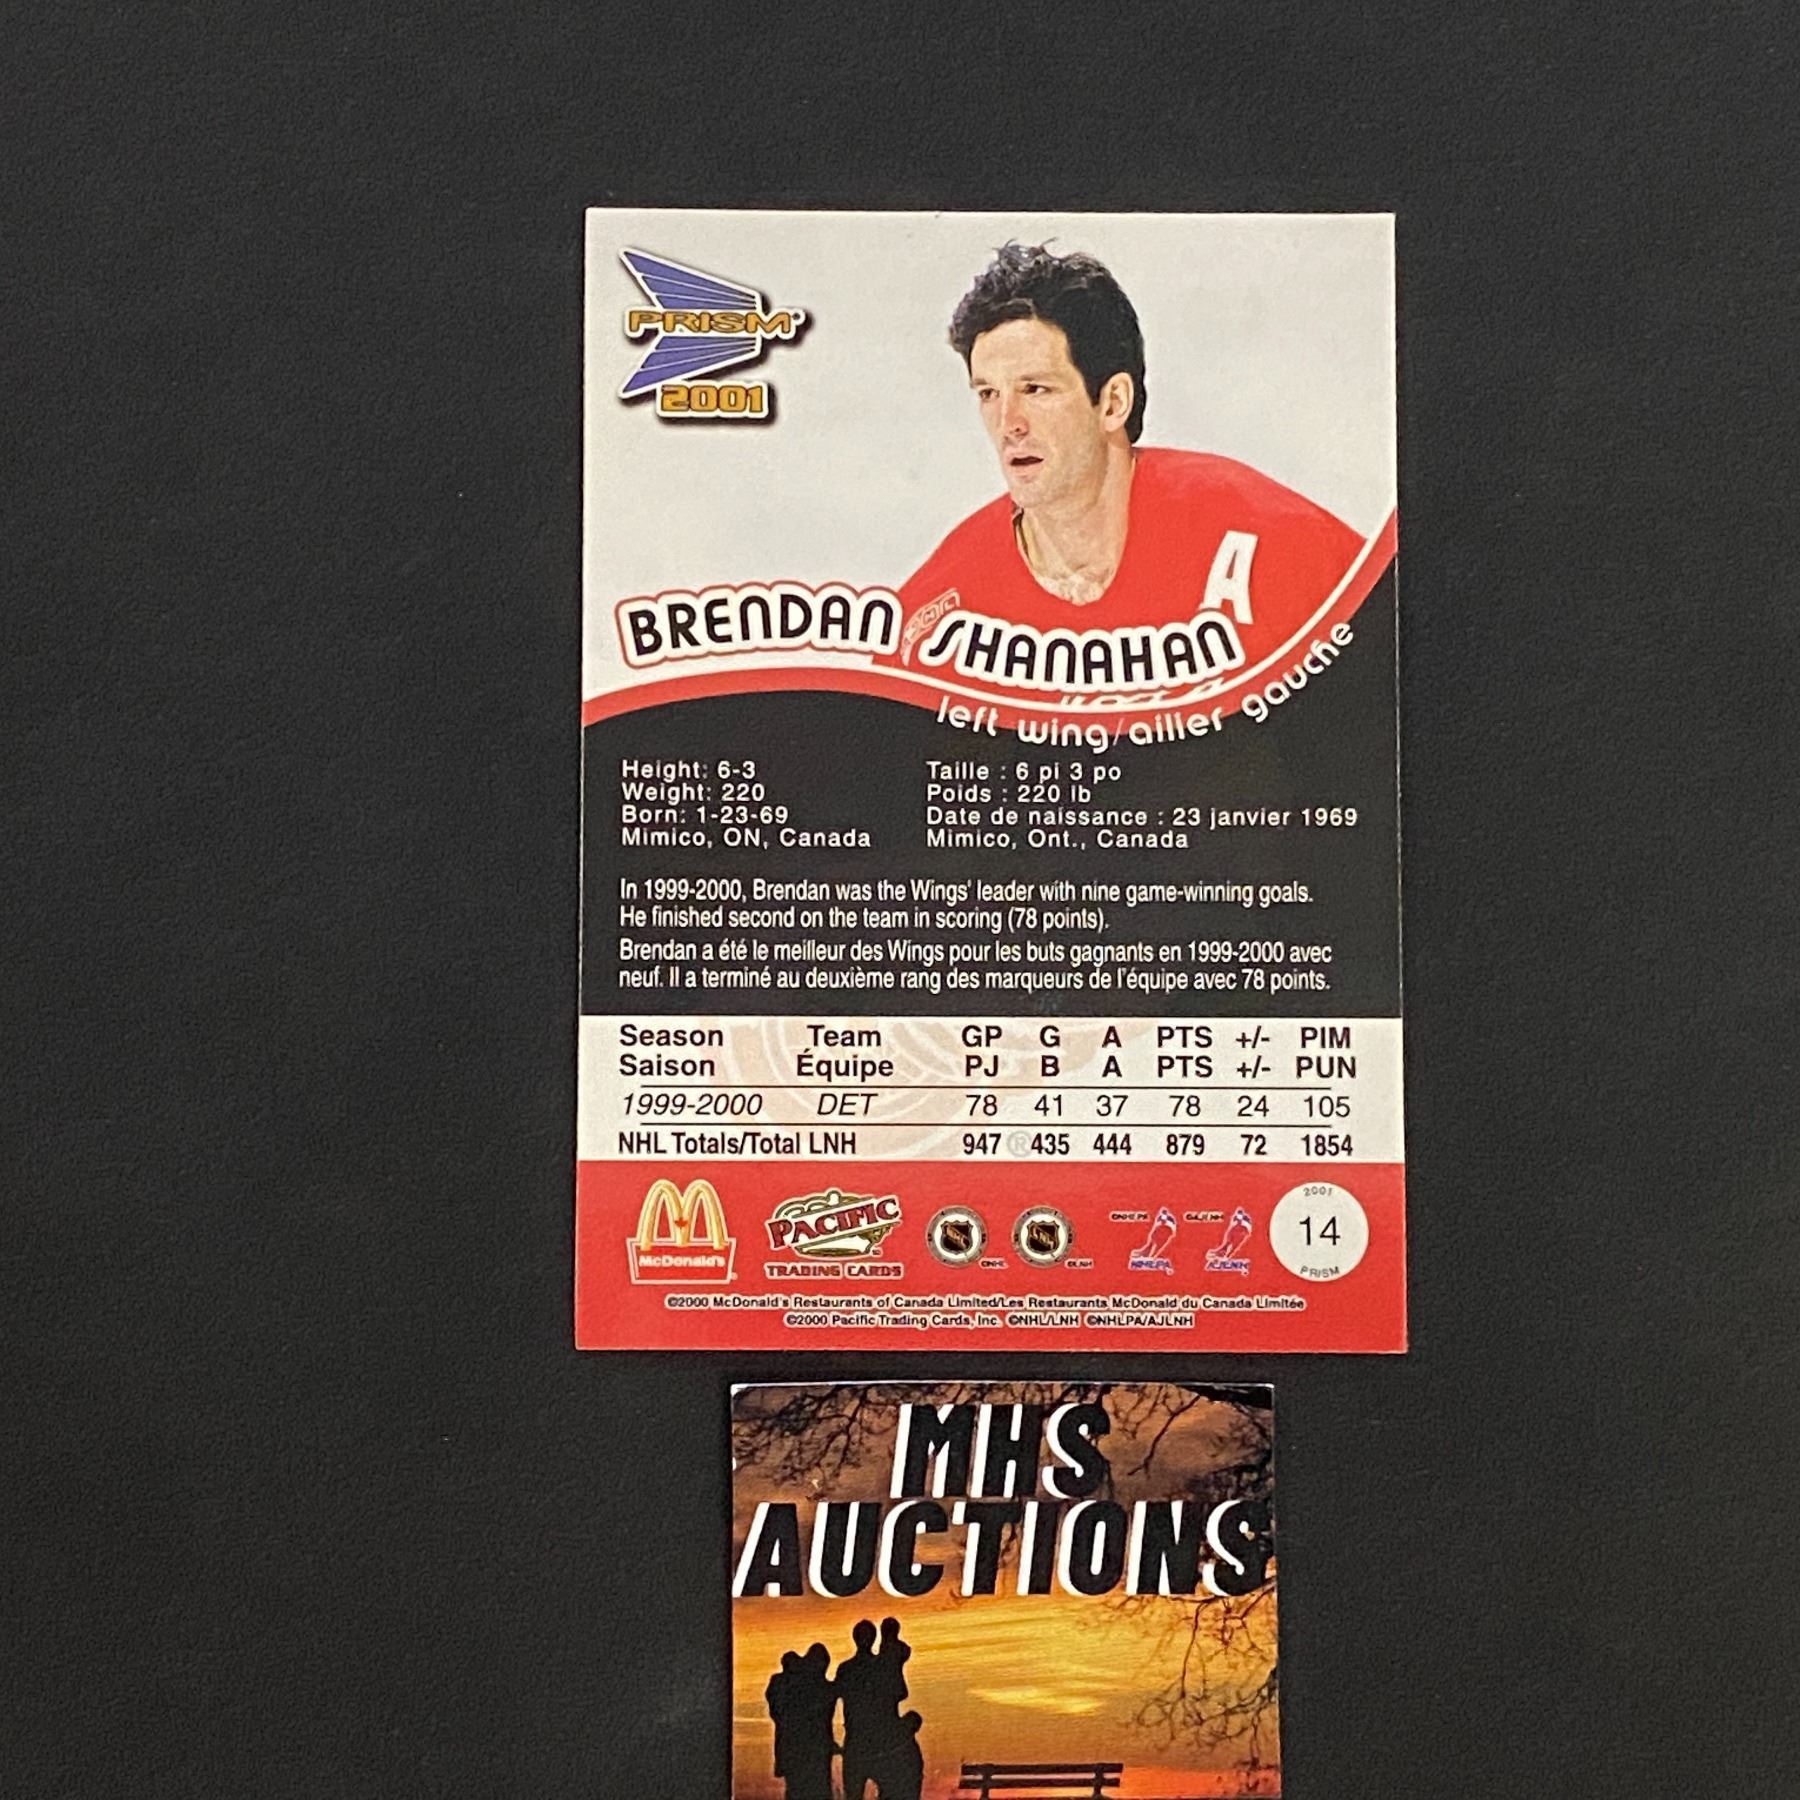 PRISM
2001
BRENDAN SHANAHAN
left wing/ailier gauche
Height: 6-3
Weight: 220
Born: 1-23-69
Mimico, ON, Canada
Taille : 6 pi 3 po
Poids : 220 lb
Date de naissance : 23 janvier 1969
Mimico, Ont., Canada
In 1999-2000, Brendan was the Wings' leader with nine game-winning goals.
He finished second on the team in scoring (78 points).
Brendan a été le meilleur des Wings pour les buts gagnants en 1999-2000 avec
neuf. Il a terminé au deuxième rang des marqueurs de l'équipe avec 78 points.
Season Team GP G A PTS +/- PIM
Saison Équipe PJ B A PTS +/- PUN
1999-2000 DET 78 41 37 78 24 105
NHL Totals/Total LNH 947 435 444 879 72 1854
McDonald's
PACIFIC
TRADING CARDS
NHL
LNH
NHLPA
AJLNH
2001
14
PRISM
©2000 McDonald's Restaurants of Canada Limited/Les Restaurants McDonald du Canada Limitée
©2000 Pacific Trading Cards, Inc. ©NHL/LNH ©NHLPA/AJLNH
MHS
AUCTIONS